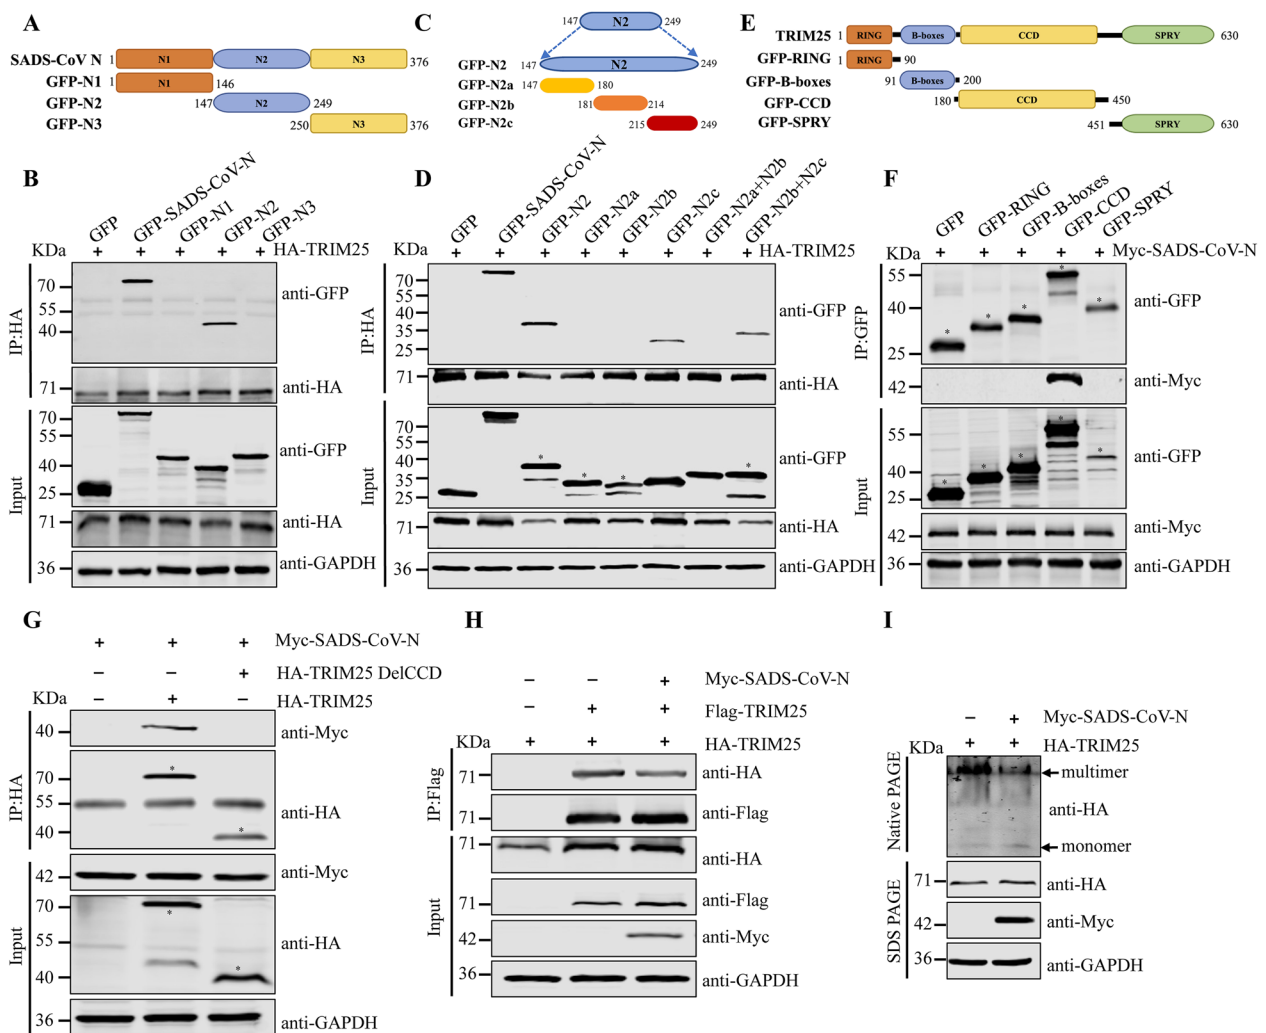 A
SADS-CoV N 1 N1 N2 N3 376
GFP-N1 1 N1 146
GFP-N2 147 N2 249
GFP-N3 250 N3 376
C
147 N2 249
GFP-N2 147 N2 249
GFP-N2a 147 180
GFP-N2b 181 214
GFP-N2c 215 249
E
TRIM25 1 RING B-boxes CCD SPRY 630
GFP-RING 1 RING 90
GFP-B-boxes 91 B-boxes 200
GFP-CCD 180 CCD 450
GFP-SPRY 451 SPRY 630
B
GFP GFP-SADS-CoV-N GFP-N1 GFP-N2 GFP-N3
KDa + + + + + HA-TRIM25
IP:HA
70
55
40
anti-GFP
71 anti-HA
Input
70
55
40
25
anti-GFP
71 anti-HA
36 anti-GAPDH
D
GFP GFP-SADS-CoV-N GFP-N2 GFP-N2a GFP-N2b GFP-N2c GFP-N2a+N2b GFP-N2b+N2c
KDa + + + + + + + + HA-TRIM25
IP:HA
70
55
40
35
25
anti-GFP
71 anti-HA
Input
70
55
40
35
25
* * * *
anti-GFP
71 anti-HA
36 anti-GAPDH
F
GFP GFP-RING GFP-B-boxes GFP-CCD GFP-SPRY
KDa + + + + + Myc-SADS-CoV-N
IP:GFP
55
40
25
* * * * *
anti-GFP
42 anti-Myc
Input
55
40
25
* * * * *
anti-GFP
42 anti-Myc
36 anti-GAPDH
G
+ + + Myc-SADS-CoV-N
− − + HA-TRIM25 DelCCD
KDa − + − HA-TRIM25
IP:HA
40 anti-Myc
70
55
40
* *
anti-HA
Input
42 anti-Myc
70
55
40
* *
anti-HA
36 anti-GAPDH
H
− − + Myc-SADS-CoV-N
− + + Flag-TRIM25
KDa + + + HA-TRIM25
IP:Flag
71 anti-HA
71 anti-Flag
Input
71 anti-HA
71 anti-Flag
42 anti-Myc
36 anti-GAPDH
I
− + Myc-SADS-CoV-N
KDa + + HA-TRIM25
Native PAGE
multimer
anti-HA
monomer
SDS PAGE
71 anti-HA
42 anti-Myc
36 anti-GAPDH